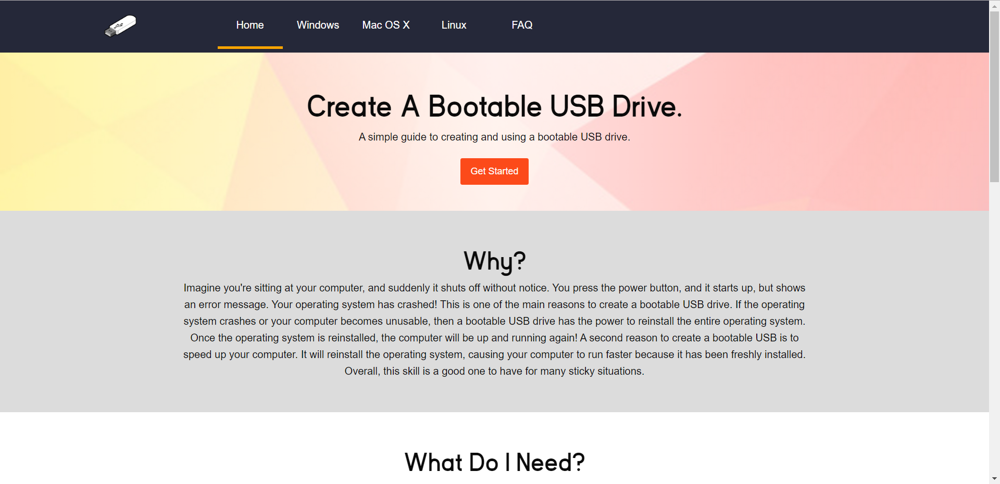 Home Windows Mac OS X Linux FAQ
Create A Bootable USB Drive.
A simple guide to creating and using a bootable USB drive.
Get Started
Why?
Imagine you're sitting at your computer, and suddenly it shuts off without notice. You press the power button, and it starts up, but shows
an error message. Your operating system has crashed! This is one of the main reasons to create a bootable USB drive. If the operating
system crashes or your computer becomes unusable, then a bootable USB drive has the power to reinstall the entire operating system.
Once the operating system is reinstalled, the computer will be up and running again! A second reason to create a bootable USB is to
speed up your computer. It will reinstall the operating system, causing your computer to run faster because it has been freshly installed.
Overall, this skill is a good one to have for many sticky situations.
What Do I Need?